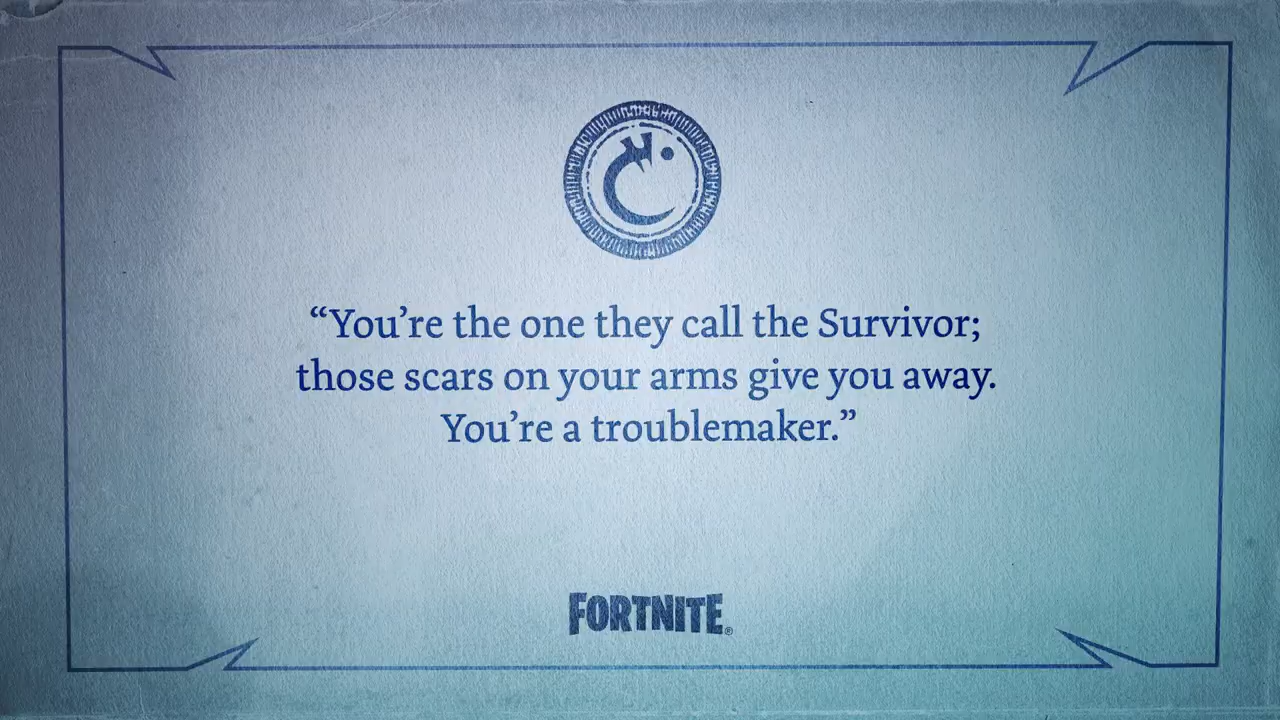 “You’re the one they call the Survivor;
those scars on your arms give you away.
You’re a troublemaker.”
FORTNITE®